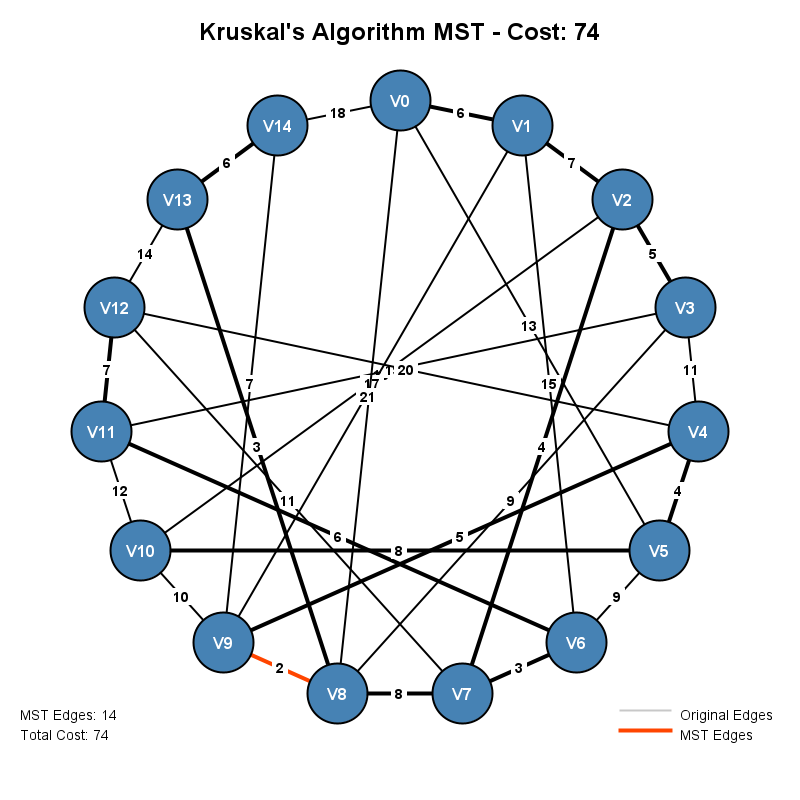 Kruskal's Algorithm MST - Cost: 74
V0
V14
18
6
V1
6
7
V13
V2
14
5
V12
V3
13
7
20
11
17
7
15
21
V11
V4
3
4
12
4
11
9
6
5
V10
8
V5
10
9
V9
V6
2
3
V8
8
V7
MST Edges: 14
Original Edges
Total Cost: 74
MST Edges